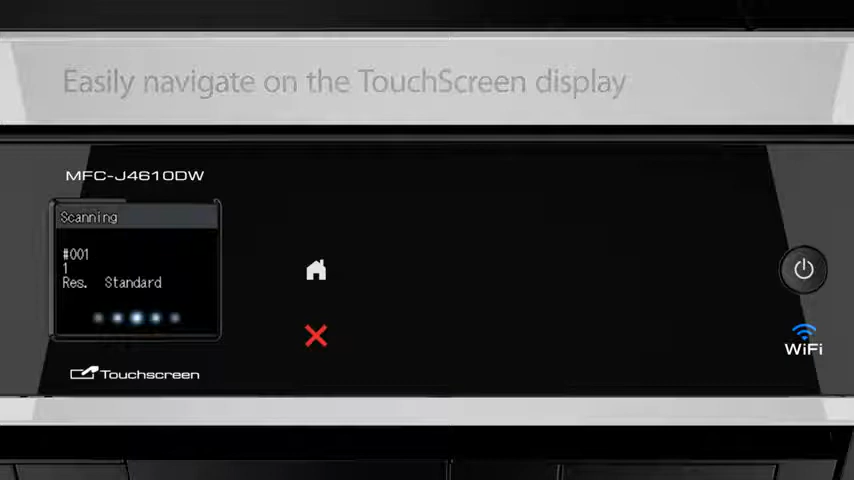 Easily navigate on the TouchScreen display
MFC-J4610DW
Scanning
#001
1
Res. Standard
Touchscreen
WiFi